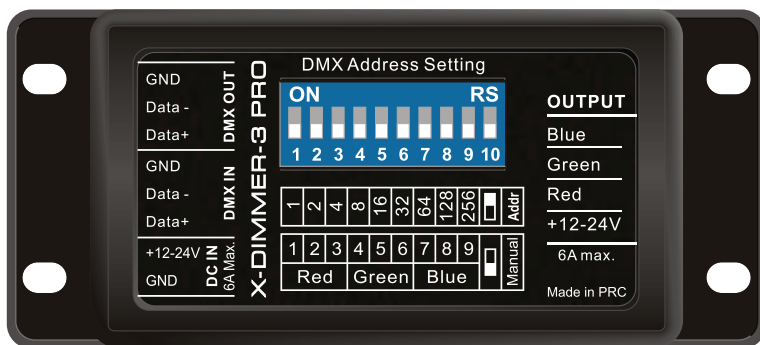 GND
Data -
Data+
DMX OUT
GND
Data -
Data+
DMX IN
+12-24V
GND
DC IN
6A Max.
X-DIMMER-3 PRO
DMX Address Setting
ON RS
1 2 3 4 5 6 7 8 9 10
1 2 4 8 16 32 64 128 256 Addr
1 2 3 4 5 6 7 8 9 Manual
Red Green Blue
OUTPUT
Blue
Green
Red
+12-24V
6A max.
Made in PRC